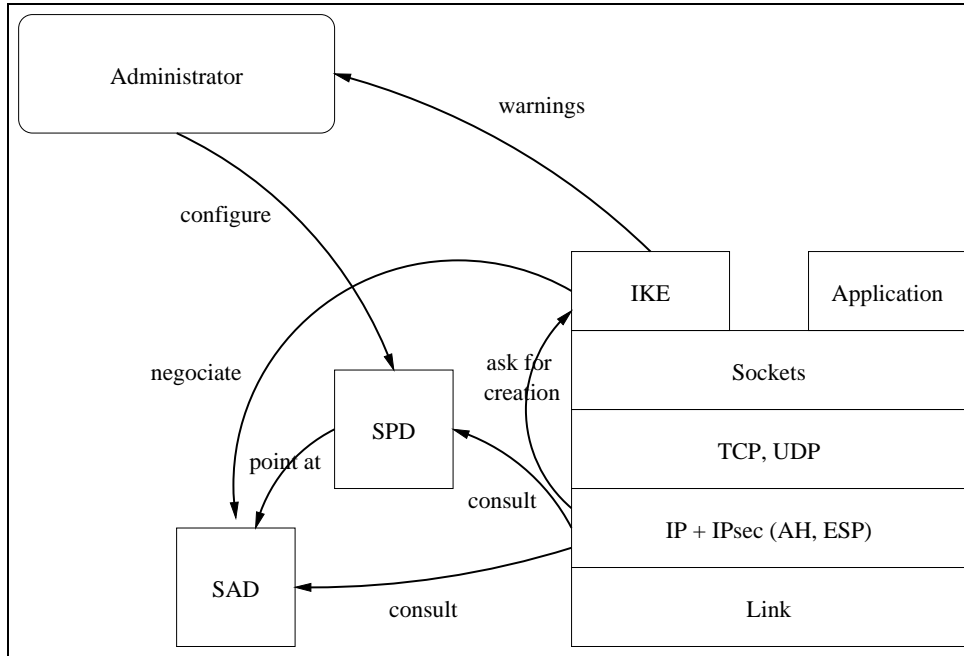 Administrator
warnings
configure
IKE
Application
negociate
ask for
creation
Sockets
SPD
TCP, UDP
point at
consult
IP + IPsec (AH, ESP)
SAD
consult
Link